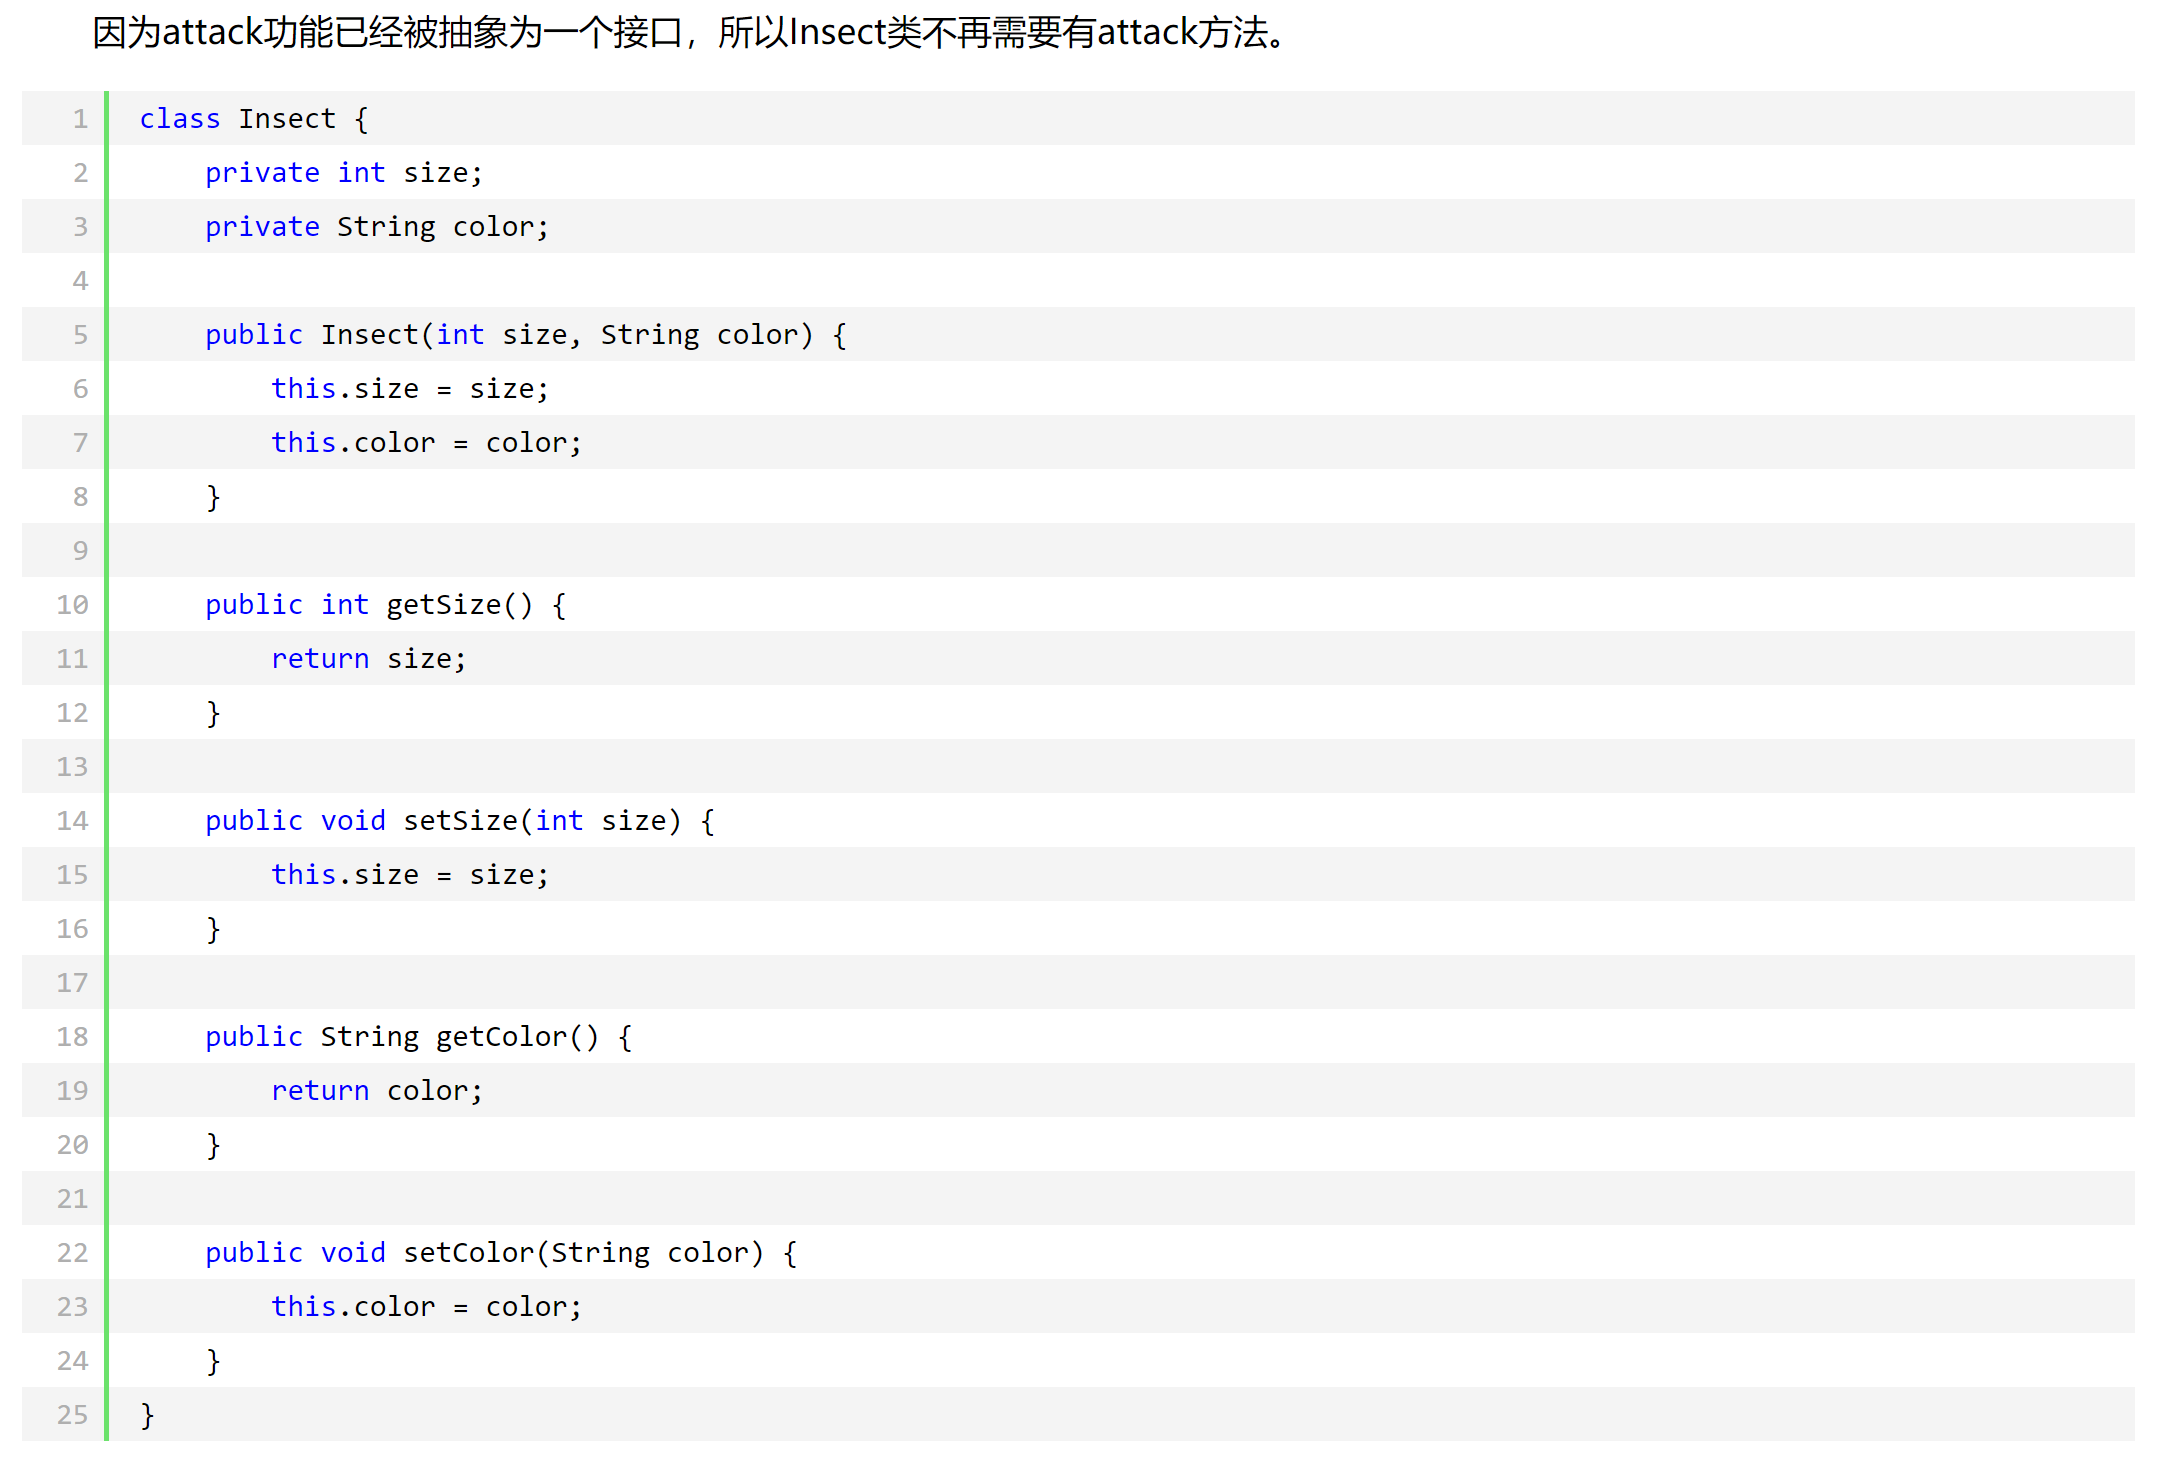 因为attack功能已经被抽象为一个接口，所以Insect类不再需要有attack方法。
1 class Insect {
2     private int size;
3     private String color;
4
5     public Insect(int size, String color) {
6         this.size = size;
7         this.color = color;
8     }
9
10     public int getSize() {
11         return size;
12     }
13
14     public void setSize(int size) {
15         this.size = size;
16     }
17
18     public String getColor() {
19         return color;
20     }
21
22     public void setColor(String color) {
23         this.color = color;
24     }
25 }